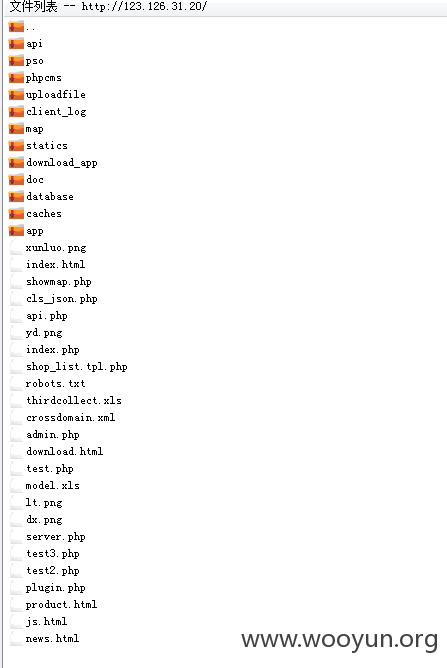 文件列表 -- http://123.126.31.20/
..
api
pso
phpcms
uploadfile
client_log
map
statics
download_app
doc
database
caches
app
xunluo.png
index.html
showmap.php
cls_json.php
api.php
yd.png
index.php
shop_list.tpl.php
robots.txt
thirdcollect.xls
crossdomain.xml
admin.php
download.html
test.php
model.xls
lt.png
dx.png
server.php
test3.php
test2.php
plugin.php
product.html
js.html
news.html
www.wooyun.org